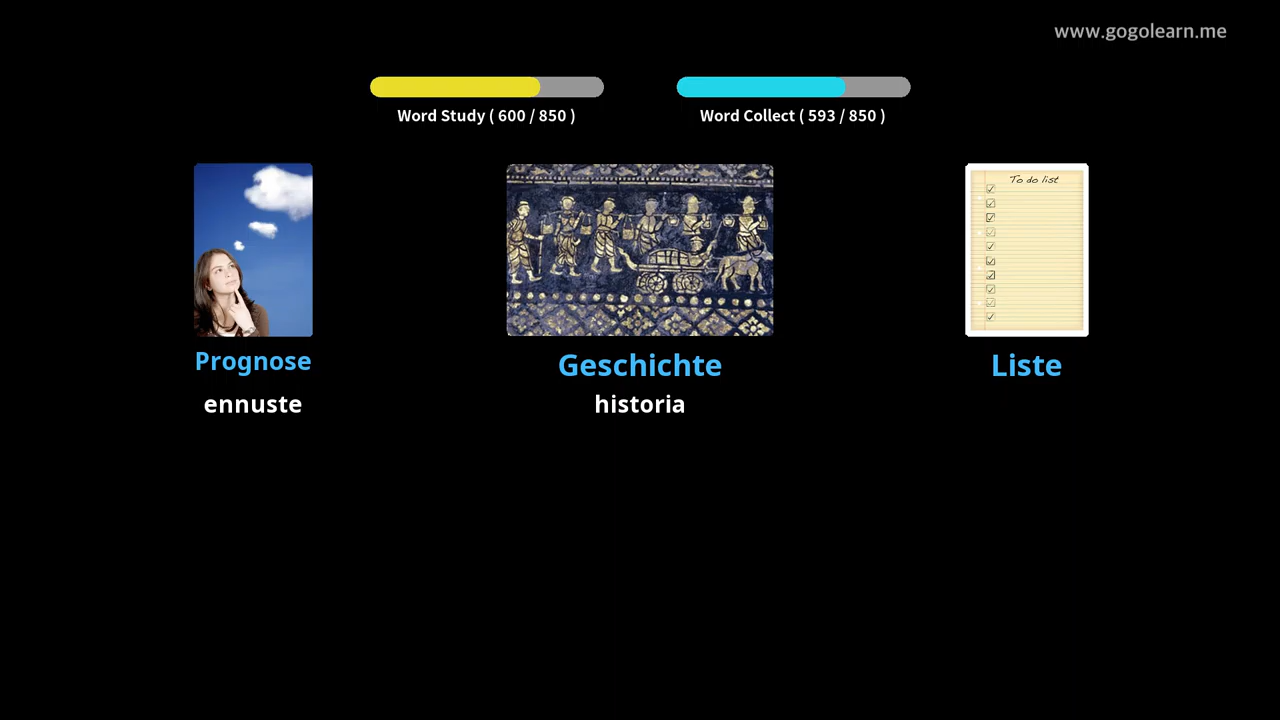 www.gogolearn.me
Word Study ( 600 / 850 )
Word Collect ( 593 / 850 )
To do list
Prognose
Geschichte
Liste
ennuste
historia